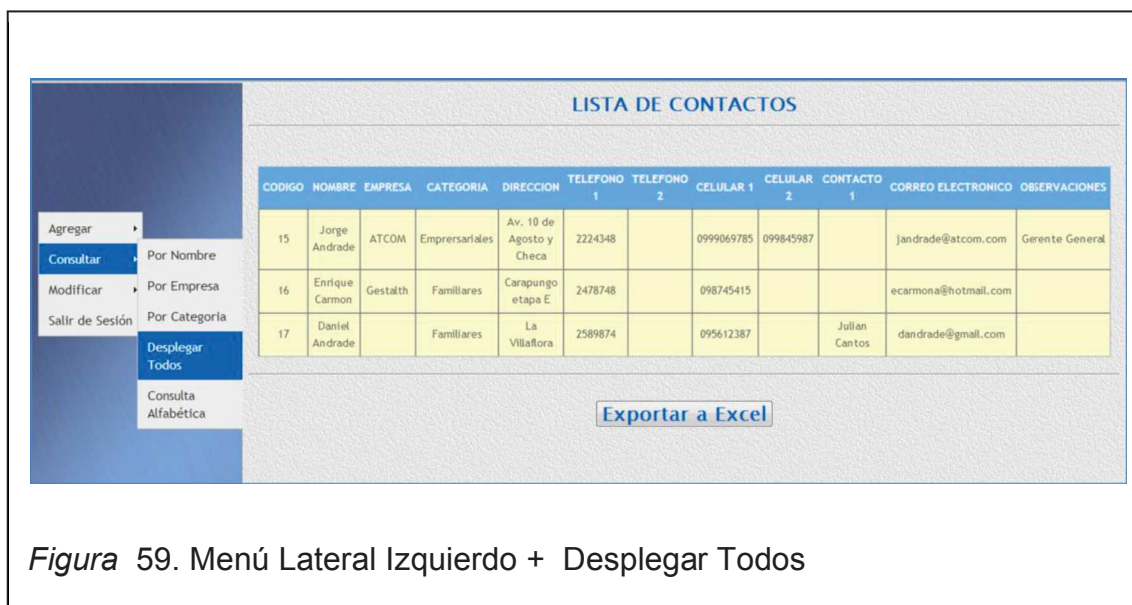 LISTA DE CONTACTOS
CODIGO NOMBRE EMPRESA CATEGORIA DIRECCION TELEFONO 1 TELEFONO 2 CELULAR 1 CELULAR 2 CONTACTO 1 CORREO ELECTRONICO OBSERVACIONES
15 Jorge Andrade ATCOM Emprersariales Av. 10 de Agosto y Checa 2224348 0999069785 099845987 jandrade@atcom.com Gerente General
16 Enrique Carmon Gestalth Familiares Carapungo etapa E 2478748 098745415 ecarmona@hotmail.com
17 Daniel Andrade Familiares La Villaflora 2589874 095612387 Julian Cantos dandrade@gmail.com
Agregar
Consultar
Modificar
Salir de Sesión
Por Nombre
Por Empresa
Por Categoria
Desplegar
Todos
Consulta
Alfabética
Exportar a Excel
Figura 59. Menú Lateral Izquierdo + Desplegar Todos